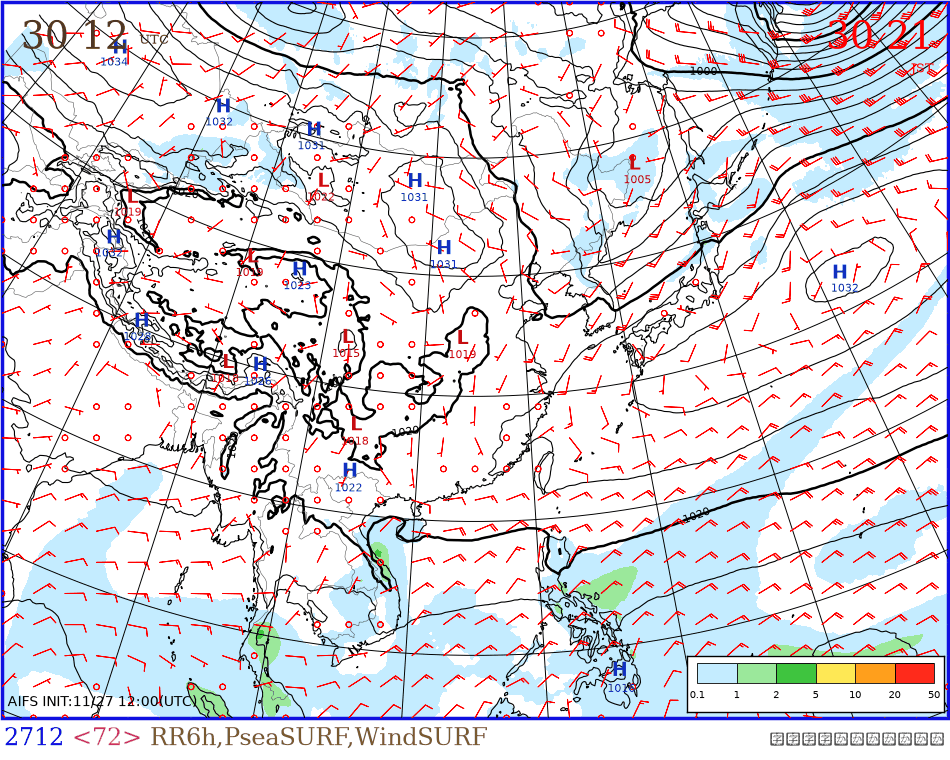 30 12 UTC 30 21 JST
H 1034
1000
H 1032
H 1031
L 1005
L 1022
H 1031
L 1019
H 1032
H 1031
H 1023
H 1032
L 1015
L 1019
L
H
L 1018
1020
H 1022
1020
H
0.1 1 2 5 10 20 50
AIFS INIT:11/27 12:00(UTC)
2712 <72> RR6h,PseaSURF,WindSURF